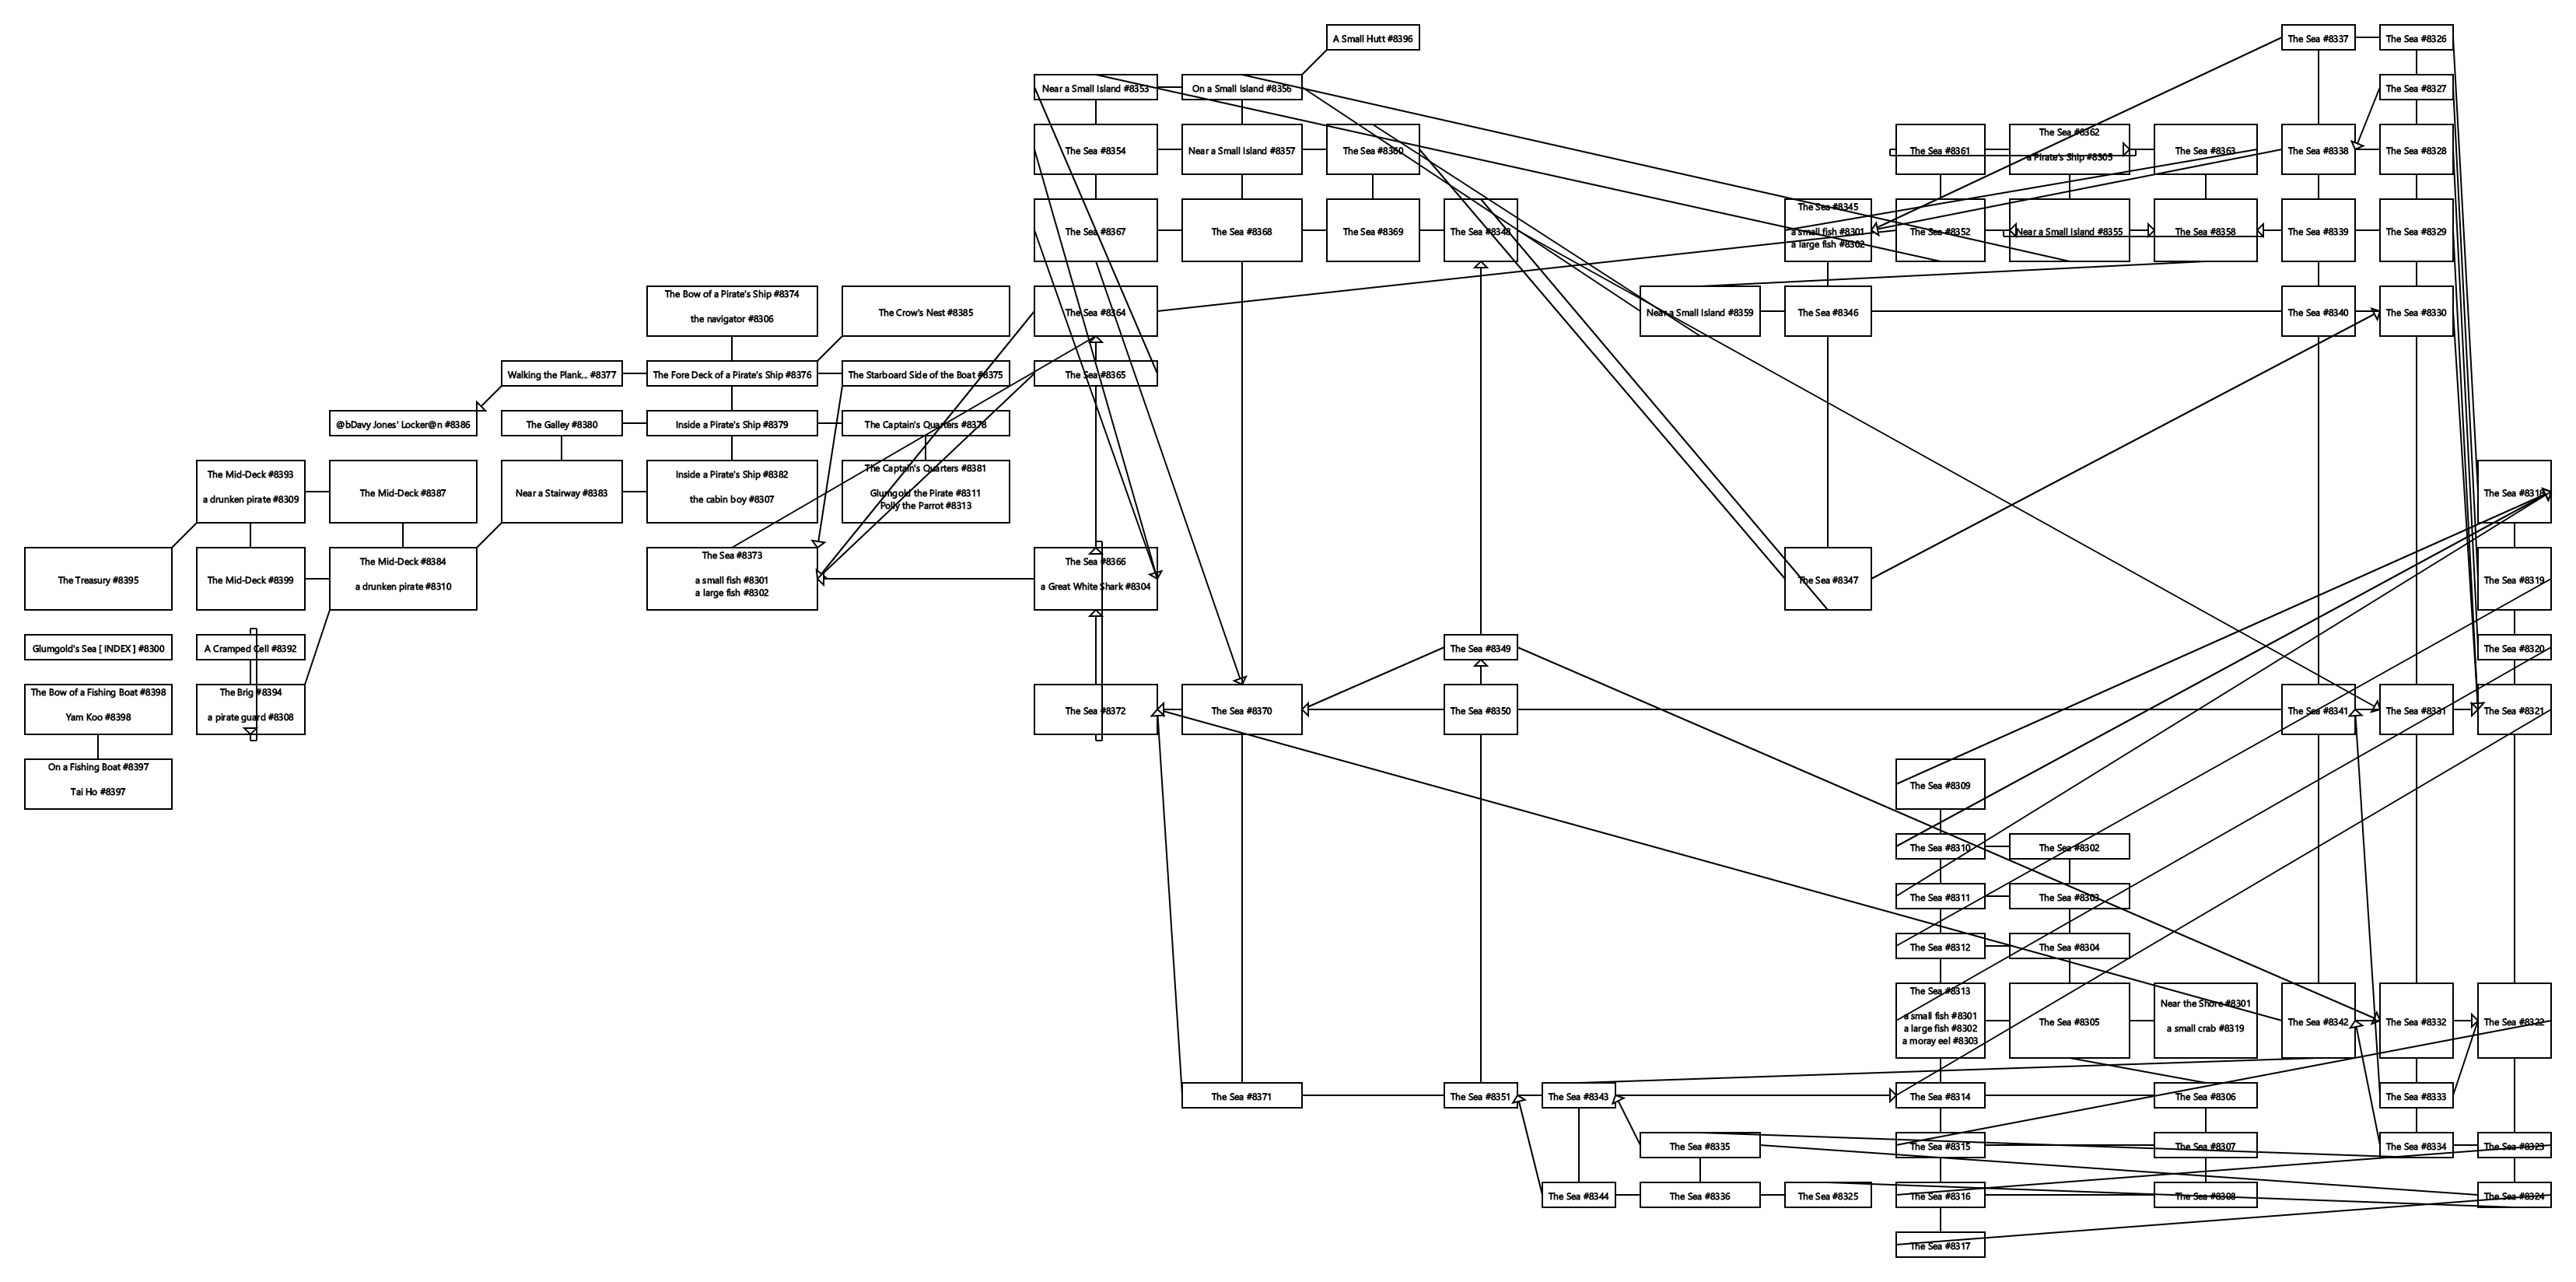 A Small Hutt #8396
The Sea #8337
The Sea #8326
Near a Small Island #8353
On a Small Island #8356
The Sea #8327
The Sea #8354
Near a Small Island #8357
The Sea #8360
The Sea #8361
The Sea #8362
a Pirate's Ship #8305
The Sea #8363
The Sea #8338
The Sea #8328
The Sea #8367
The Sea #8368
The Sea #8369
The Sea #8348
The Sea #8345
a small fish #8301
a large fish #8302
The Sea #8352
Near a Small Island #8355
The Sea #8358
The Sea #8339
The Sea #8329
The Bow of a Pirate's Ship #8374
the navigator #8306
The Crow's Nest #8385
The Sea #8364
Near a Small Island #8359
The Sea #8346
The Sea #8340
The Sea #8330
Walking the Plank... #8377
The Fore Deck of a Pirate's Ship #8376
The Starboard Side of the Boat #8375
The Sea #8365
@bDavy Jones' Locker@n #8386
The Galley #8380
Inside a Pirate's Ship #8379
The Captain's Quarters #8378
The Mid-Deck #8393
a drunken pirate #8309
The Mid-Deck #8387
Near a Stairway #8383
Inside a Pirate's Ship #8382
the cabin boy #8307
The Captain's Quarters #8381
Glumgold the Pirate #8311
Polly the Parrot #8313
The Sea #8318
The Treasury #8395
The Mid-Deck #8399
The Mid-Deck #8384
a drunken pirate #8310
The Sea #8373
a small fish #8301
a large fish #8302
The Sea #8366
a Great White Shark #8304
The Sea #8347
The Sea #8319
Glumgold's Sea [ INDEX ] #8300
A Cramped Cell #8392
The Sea #8349
The Sea #8320
The Bow of a Fishing Boat #8398
Yam Koo #8398
The Brig #8394
a pirate guard #8308
The Sea #8372
The Sea #8370
The Sea #8350
The Sea #8341
The Sea #8331
The Sea #8321
On a Fishing Boat #8397
Tai Ho #8397
The Sea #8309
The Sea #8310
The Sea #8302
The Sea #8311
The Sea #8303
The Sea #8312
The Sea #8304
The Sea #8313
a small fish #8301
a large fish #8302
a moray eel #8303
The Sea #8305
Near the Shore #8301
a small crab #8319
The Sea #8342
The Sea #8332
The Sea #8322
The Sea #8371
The Sea #8351
The Sea #8343
The Sea #8314
The Sea #8306
The Sea #8333
The Sea #8335
The Sea #8315
The Sea #8307
The Sea #8334
The Sea #8323
The Sea #8344
The Sea #8336
The Sea #8325
The Sea #8316
The Sea #8308
The Sea #8324
The Sea #8317